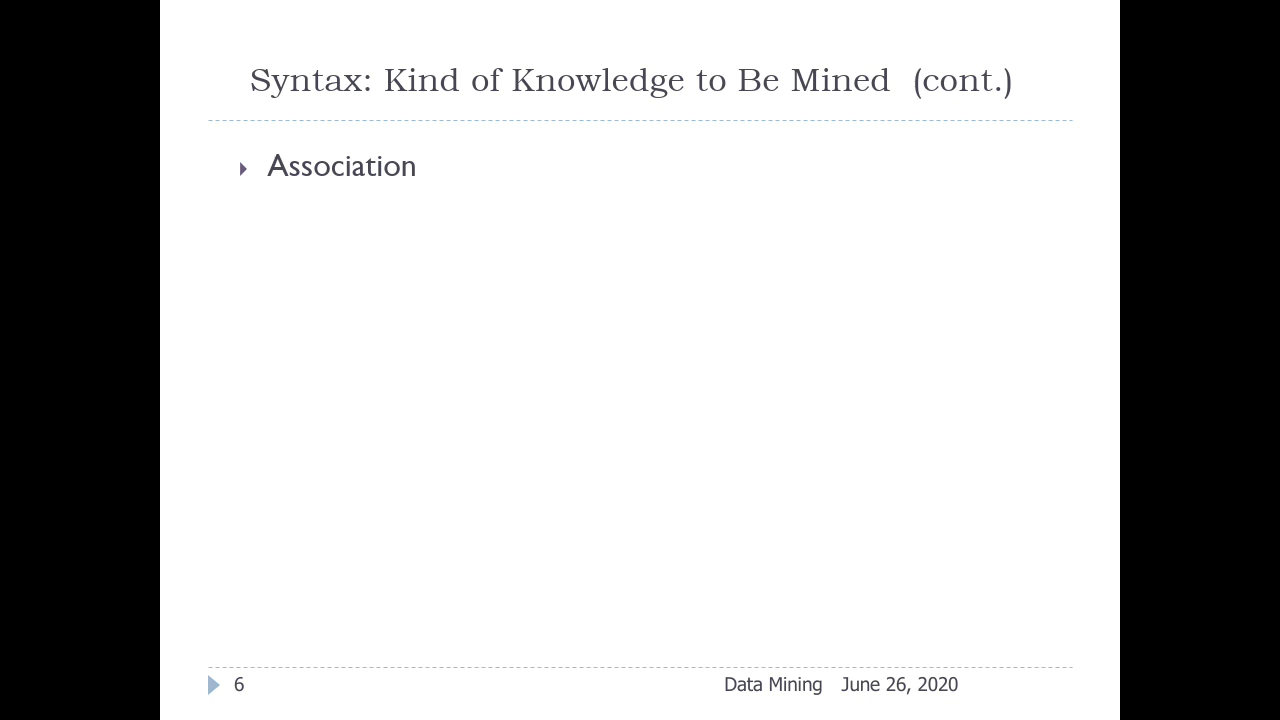 Syntax: Kind of Knowledge to Be Mined (cont.)
Association
6 Data Mining June 26, 2020